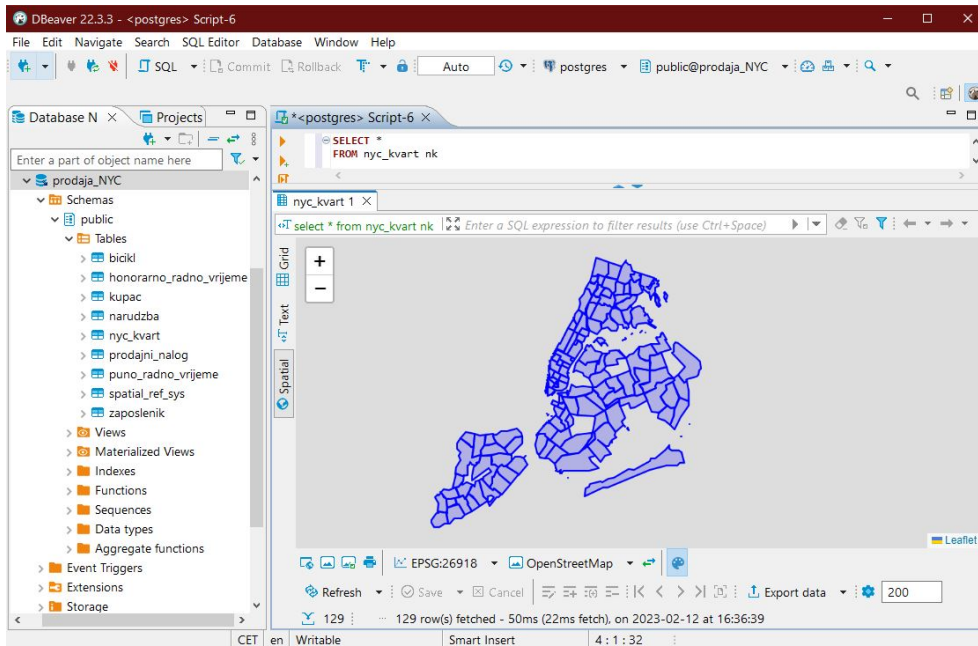 DBeaver 22.3.3 - <postgres> Script-6
File Edit Navigate Search SQL Editor Database Window Help
SQL Commit Rollback Auto postgres public@prodaja_NYC
Database N Projects
Enter a part of object name here
prodaja_NYC
Schemas
public
Tables
bicikl
honorarno_radno_vrijeme
kupac
narudzba
nyc_kvart
prodajni_nalog
puno_radno_vrijeme
spatial_ref_sys
zaposlenik
Views
Materialized Views
Indexes
Functions
Sequences
Data types
Aggregate functions
Event Triggers
Extensions
Storage
*<postgres> Script-6
SELECT *
FROM nyc_kvart nk
nyc_kvart 1
select * from nyc_kvart nk Enter a SQL expression to filter results (use Ctrl+Space)
Grid
Text
Spatial
+
−
Leaflet
EPSG:26918 OpenStreetMap
Refresh Save Cancel Export data 200
129 129 row(s) fetched - 50ms (22ms fetch), on 2023-02-12 at 16:36:39
CET en Writable Smart Insert 4 : 1 : 32